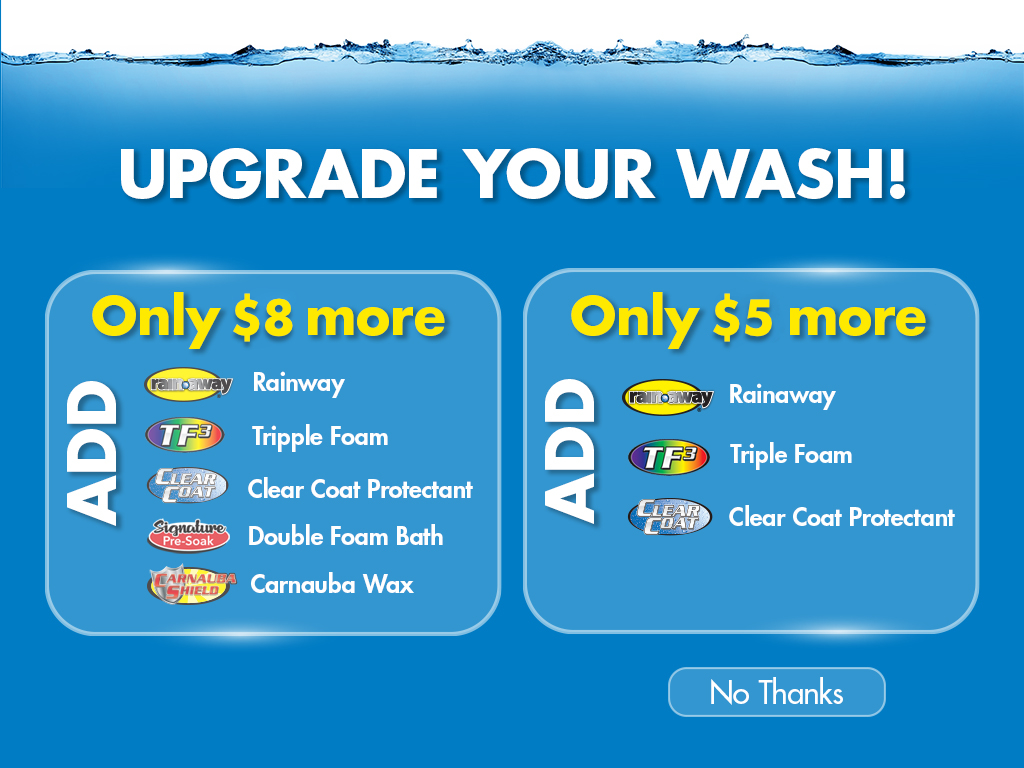 UPGRADE YOUR WASH!
Only $8 more
ADD
rainaway Rainway
TF3 Tripple Foam
CLEAR COAT Clear Coat Protectant
Signature Pre-Soak Double Foam Bath
CARNAUBA SHIELD Carnauba Wax
Only $5 more
ADD
rainaway Rainaway
TF3 Triple Foam
CLEAR COAT Clear Coat Protectant
No Thanks